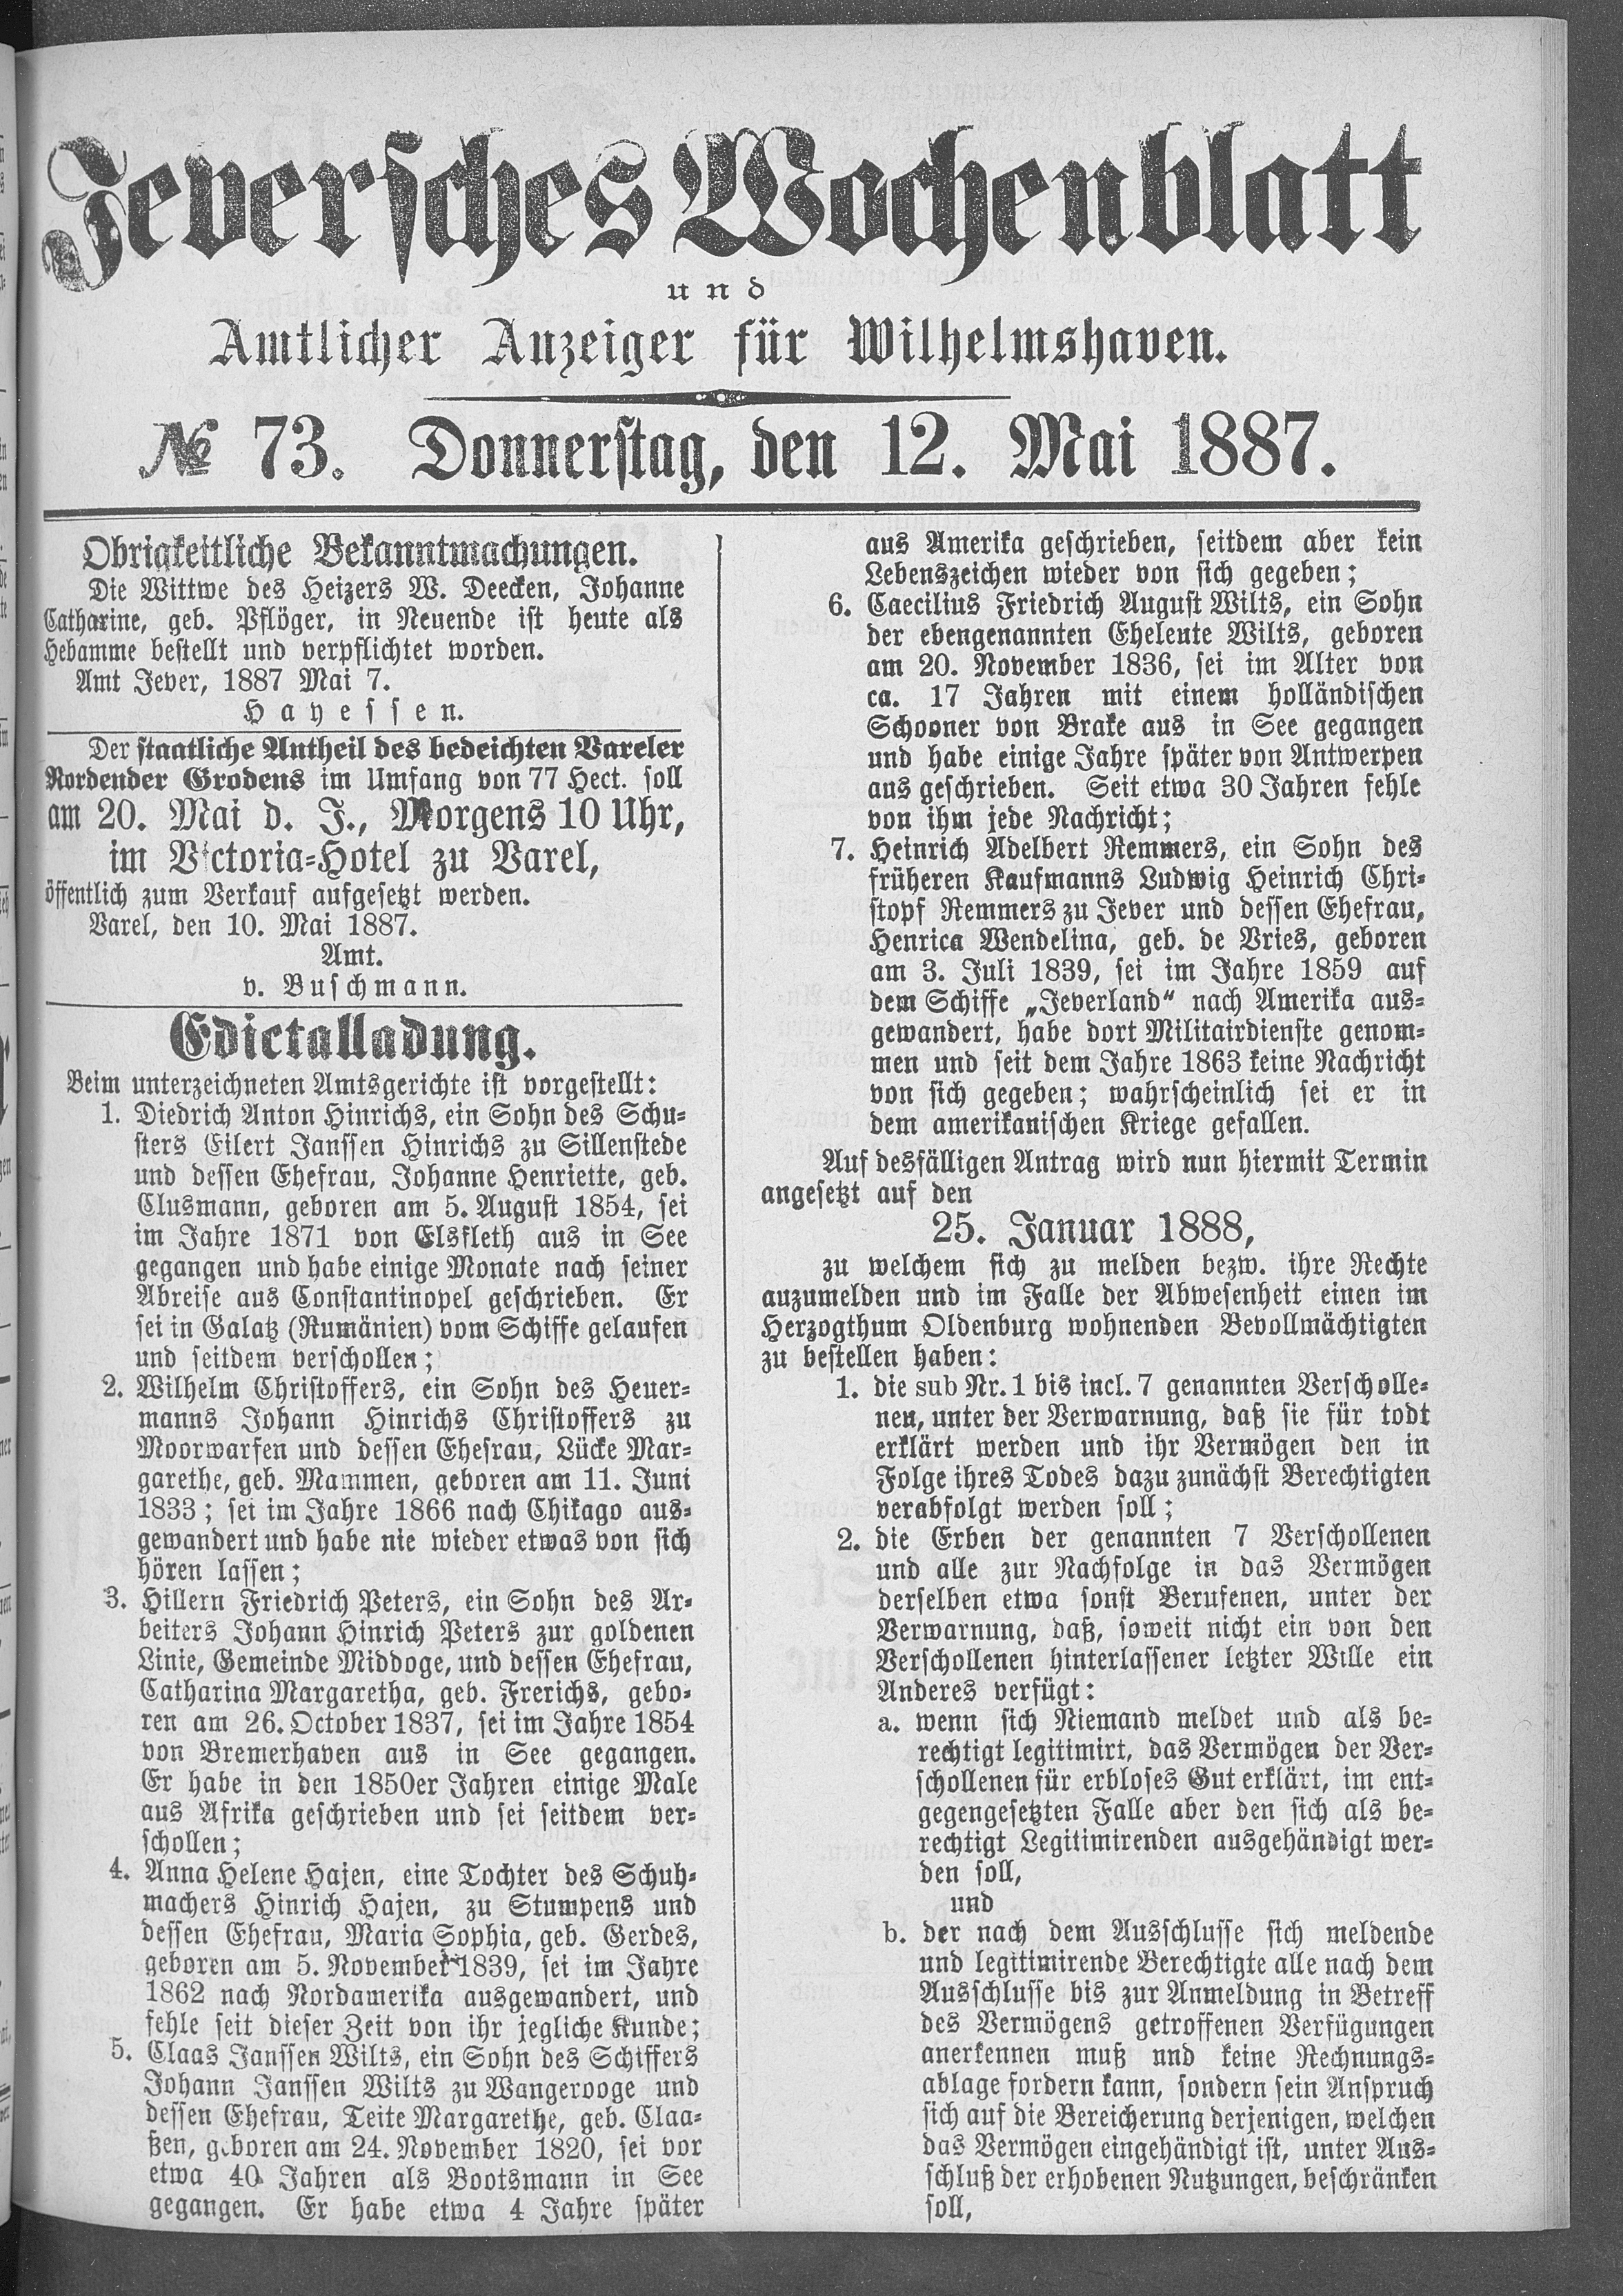 Jeversches Wochenblatt
und
Amtlicher Anzeiger für Wilhelmshaven.
№ 73. Donnerstag, den 12. Mai 1887.
Obrigkeitliche Bekanntmachungen.
Die Wittwe des Heizers W. Deecken, Johanne
Catharine, geb. Pflöger, in Neuende ist heute als
Hebamme bestellt und verpflichtet worden.
Amt Jever, 1887 Mai 7.
Hayessen.
Der staatliche Antheil des bedeichten Vareler
Nordender Grodens im Umfang von 77 Hect. soll
am 20. Mai d. J., Morgens 10 Uhr,
im Victoria-Hotel zu Varel,
öffentlich zum Verkauf aufgesetzt werden.
Varel, den 10. Mai 1887.
Amt.
v. Buschmann.
Edictalladung.
Beim unterzeichneten Amtsgerichte ist vorgestellt:
1. Diedrich Anton Hinrichs, ein Sohn des Schu-
sters Eilert Janssen Hinrichs zu Sillenstede
und dessen Ehefrau, Johanne Henriette, geb.
Clusmann, geboren am 5. August 1854, sei
im Jahre 1871 von Elsfleth aus in See
gegangen und habe einige Monate nach seiner
Abreise aus Constantinopel geschrieben. Er
sei in Galatz (Rumänien) vom Schiffe gelaufen
und seitdem verschollen;
2. Wilhelm Christoffers, ein Sohn des Heuer-
manns Johann Hinrichs Christoffers zu
Moorwarfen und dessen Ehefrau, Lücke Mar-
garethe, geb. Mammen, geboren am 11. Juni
1833; sei im Jahre 1866 nach Chikago aus-
gewandert und habe nie wieder etwas von sich
hören lassen;
3. Hillern Friedrich Peters, ein Sohn des Ar-
beiters Johann Hinrich Peters zur goldenen
Linie, Gemeinde Middoge, und dessen Ehefrau,
Catharina Margaretha, geb. Frerichs, gebo-
ren am 26. October 1837, sei im Jahre 1854
von Bremerhaven aus in See gegangen.
Er habe in den 1850er Jahren einige Male
aus Afrika geschrieben und sei seitdem ver-
schollen;
4. Anna Helene Hajen, eine Tochter des Schuh-
machers Hinrich Hajen, zu Stumpens und
dessen Ehefrau, Maria Sophia, geb. Gerdes,
geboren am 5. November 1839, sei im Jahre
1862 nach Nordamerika ausgewandert, und
fehle seit dieser Zeit von ihr jegliche Kunde;
5. Claas Janssen Wilts, ein Sohn des Schiffers
Johann Janssen Wilts zu Wangerooge und
dessen Ehefrau, Teite Margarethe, geb. Claa-
ßen, geboren am 24. November 1820, sei vor
etwa 40 Jahren als Bootsmann in See
gegangen. Er habe etwa 4 Jahre später
aus Amerika geschrieben, seitdem aber kein
Lebenszeichen wieder von sich gegeben;
6. Caecilius Friedrich August Wilts, ein Sohn
der ebengenannten Eheleute Wilts, geboren
am 20. November 1836, sei im Alter von
ca. 17 Jahren mit einem holländischen
Schooner von Brake aus in See gegangen
und habe einige Jahre später von Antwerpen
aus geschrieben. Seit etwa 30 Jahren fehle
von ihm jede Nachricht;
7. Heinrich Adelbert Remmers, ein Sohn des
früheren Kaufmanns Ludwig Heinrich Chri-
stopf Remmers zu Jever und dessen Ehefrau,
Henrica Wendelina, geb. de Vries, geboren
am 3. Juli 1839, sei im Jahre 1859 auf
dem Schiffe „Jeverland“ nach Amerika aus-
gewandert, habe dort Militairdienste genom-
men und seit dem Jahre 1863 keine Nachricht
von sich gegeben; wahrscheinlich sei er in
dem amerikanischen Kriege gefallen.
Auf desfälligen Antrag wird nun hiermit Termin
angesetzt auf den
25. Januar 1888,
zu welchem sich zu melden bezw. ihre Rechte
anzumelden und im Falle der Abwesenheit einen im
Herzogthum Oldenburg wohnenden Bevollmächtigten
zu bestellen haben:
1. die sub Nr. 1 bis incl. 7 genannten Verscholle-
nen, unter der Verwarnung, daß sie für todt
erklärt werden und ihr Vermögen den in
Folge ihres Todes dazu zunächst Berechtigten
verabfolgt werden soll;
2. die Erben der genannten 7 Verschollenen
und alle zur Nachfolge in das Vermögen
derselben etwa sonst Berufenen, unter der
Verwarnung, daß, soweit nicht ein von den
Verschollenen hinterlassener letzter Wille ein
Anderes verfügt:
a. wenn sich Niemand meldet und als be-
rechtigt legitimirt, das Vermögen der Ver-
schollenen für erbloses Gut erklärt, im ent-
gegengesetzten Falle aber den sich als be-
rechtigt Legitimirenden ausgehändigt wer-
den soll,
und
b. der nach dem Ausschlusse sich meldende
und legitimirende Berechtigte alle nach dem
Ausschlusse bis zur Anmeldung in Betreff
des Vermögens getroffenen Verfügungen
anerkennen muß nnd keine Rechnungs-
ablage fordern kann, sondern sein Anspruch
sich auf die Bereicherung derjenigen, welchen
das Vermögen eingehändigt ist, unter Aus-
schluß der erhobenen Nutzungen, beschränken
soll,